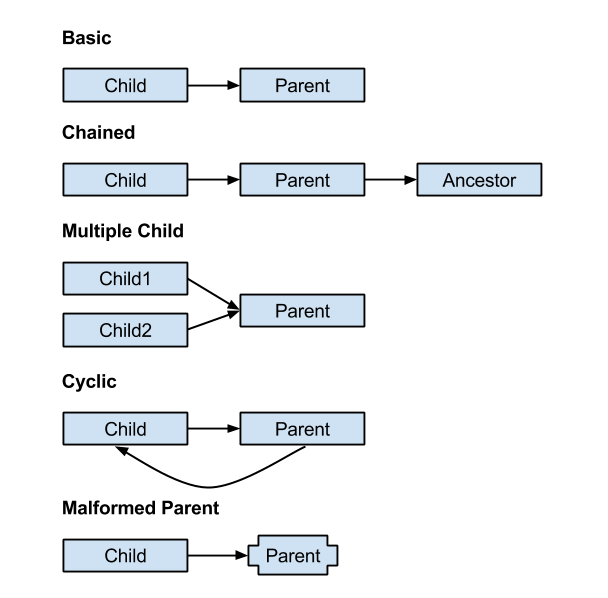 Basic
Child Parent
Chained
Child Parent Ancestor
Multiple Child
Child1
Parent
Child2
Cyclic
Child Parent
Malformed Parent
Child Parent